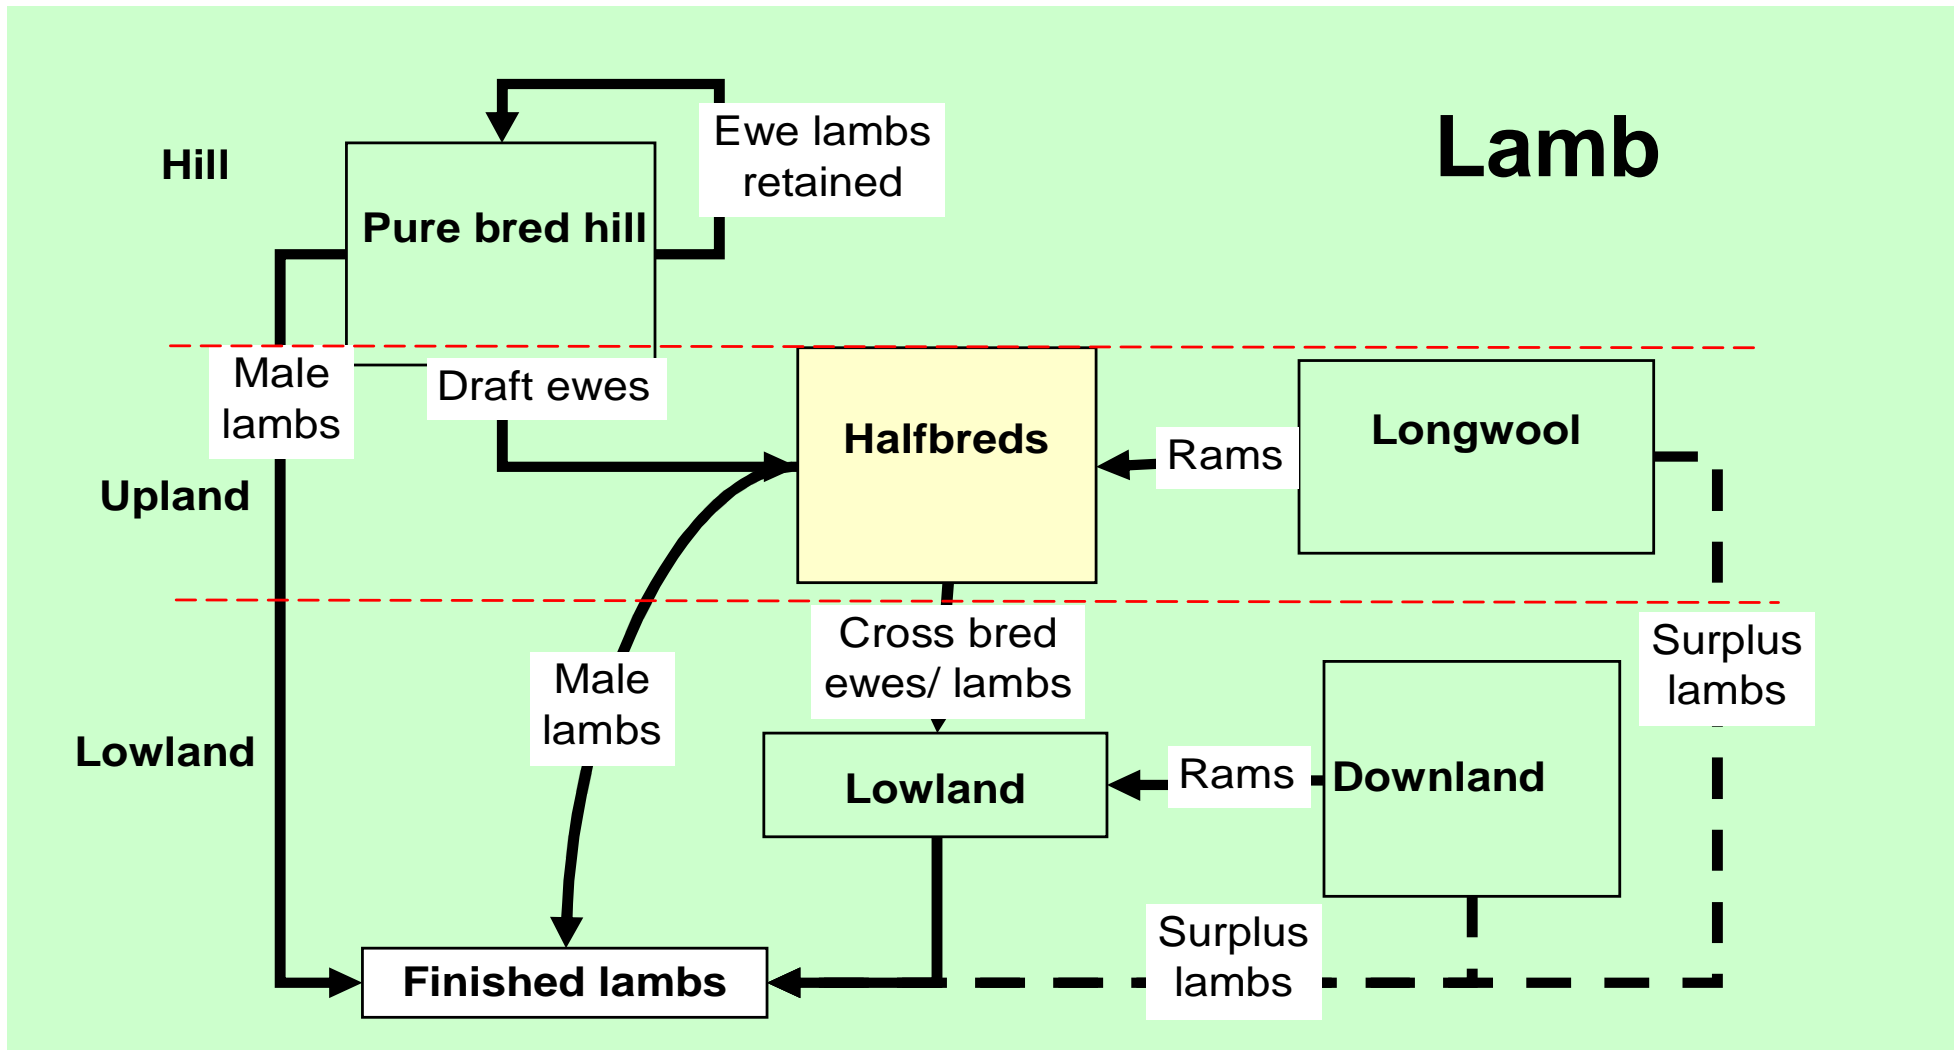 Lamb
Hill
Ewe lambs
retained
Pure bred hill
Male
lambs
Draft ewes
Halfbreds
Rams
Longwool
Upland
Cross bred
ewes/ lambs
Surplus
lambs
Male
lambs
Lowland
Lowland
Rams
Downland
Surplus
lambs
Finished lambs